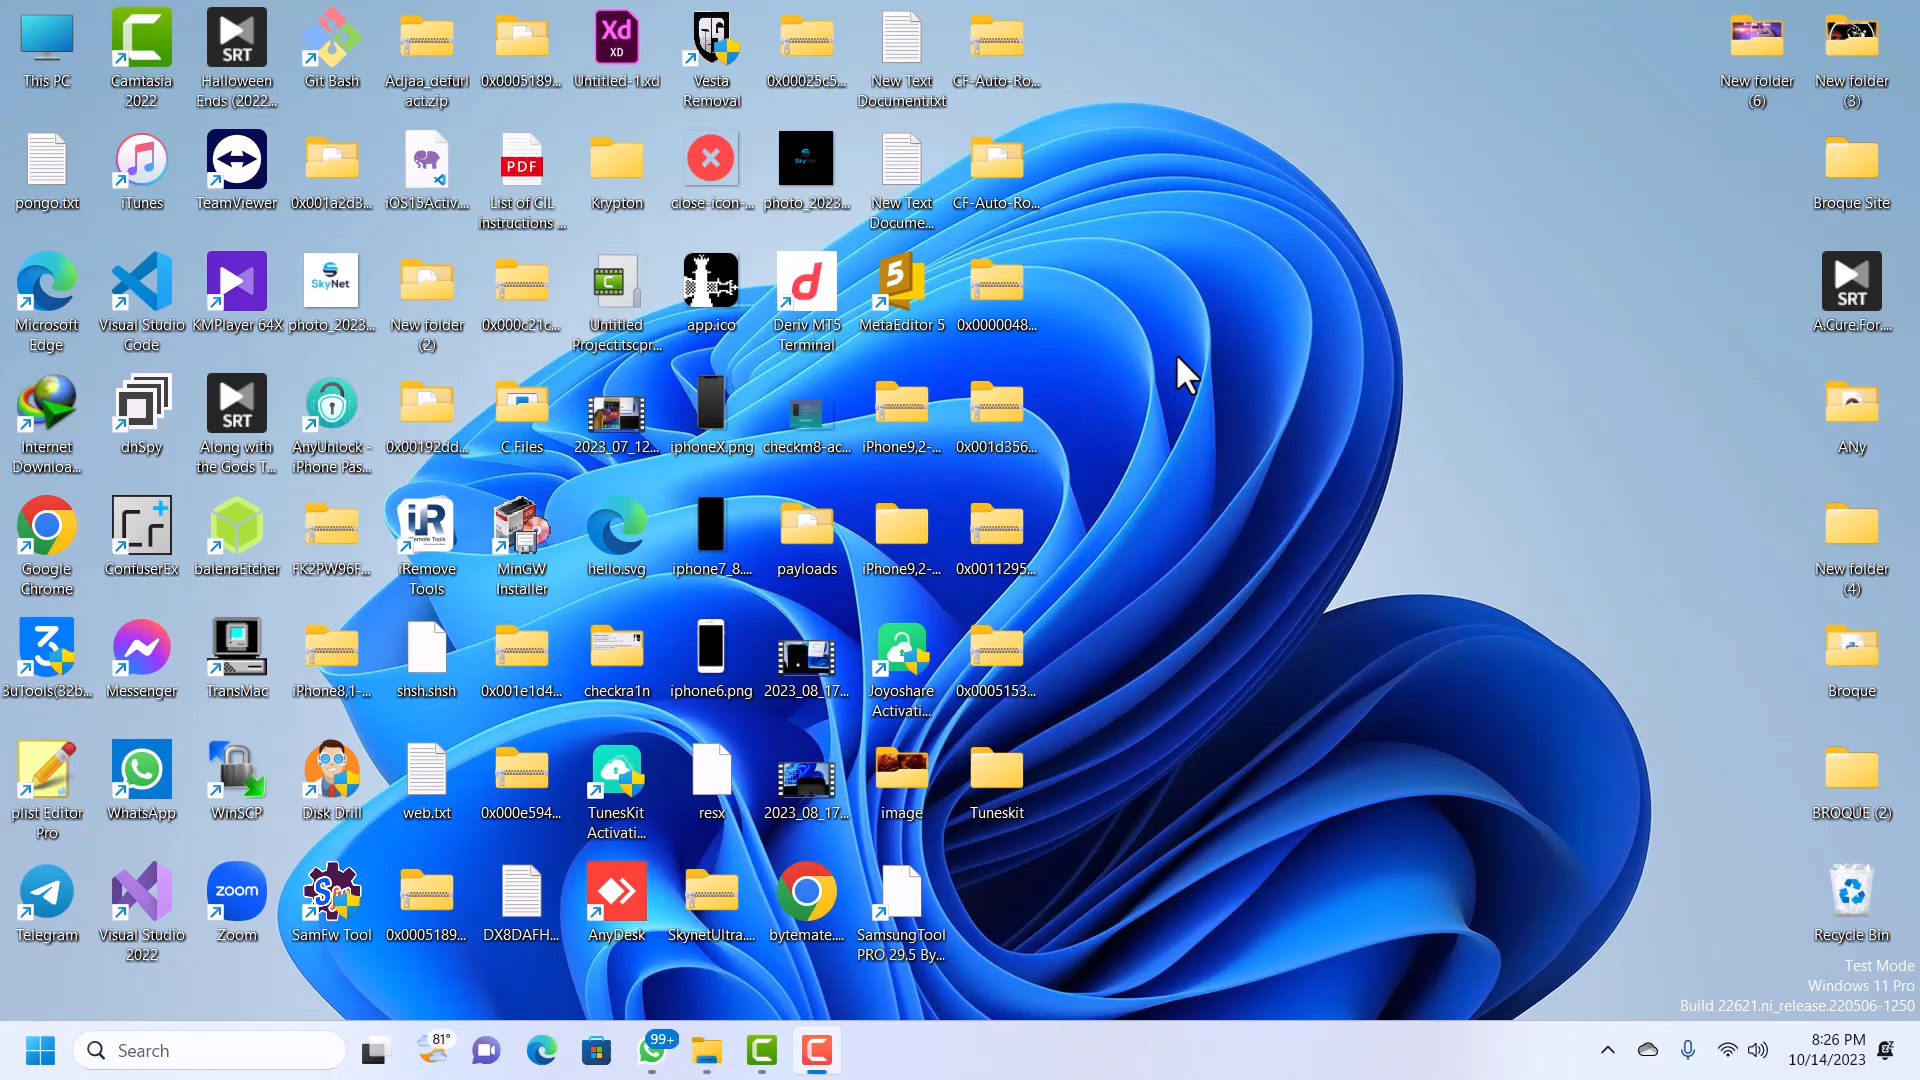 This PC
Camtasia
2022
Halloween
Ends (2022...
Git Bash
Adjaa_defurl
act.zip
0x0005189...
Untitled-1.xd
Vesta
Removal
0x00025c5...
New Text
Document.txt
CF-Auto-Ro...
New folder
(6)
New folder
(3)
pongo.txt
iTunes
TeamViewer
0x001a2d3...
iOS15Activ...
List of CIL
instructions ...
Krypton
close-icon-...
photo_2023...
New Text
Docume...
CF-Auto-Ro...
Broque Site
Microsoft
Edge
Visual Studio
Code
KMPlayer 64X
photo_2023...
New folder
(2)
0x000c21c...
Untitled
Project.tscpr...
app.ico
Deriv MT5
Terminal
MetaEditor 5
0x0000048...
A.Cure.For....
Internet
Downloa...
dnSpy
Along with
the Gods T...
AnyUnlock -
iPhone Pas...
0x00192dd...
C Files
2023_07_12...
iphoneX.png
checkm8-ac...
iPhone9,2-...
0x001d356...
ANy
Google
Chrome
ConfuserEx
balenaEtcher
FK2PW96F...
iRemove
Tools
MinGW
Installer
hello.svg
iphone7_8....
payloads
iPhone9,2-...
0x0011295...
New folder
(4)
3uTools(32b...
Messenger
TransMac
iPhone8,1-...
shsh.shsh
0x001e1d4...
checkra1n
iphone6.png
2023_08_17...
Joyoshare
Activati...
0x0005153...
Broque
plist Editor
Pro
WhatsApp
WinSCP
Disk Drill
web.txt
0x000e594...
TunesKit
Activati...
resx
2023_08_17...
image
Tuneskit
BROQUE (2)
Telegram
Visual Studio
2022
Zoom
SamFw Tool
0x0005189...
DX8DAFH...
AnyDesk
SkynetUltra....
bytemate....
SamsungTool
PRO 29.5 By...
Recycle Bin
Test Mode
Windows 11 Pro
Build 22621.ni_release.220506-1250
Search
81°
99+
8:26 PM
10/14/2023